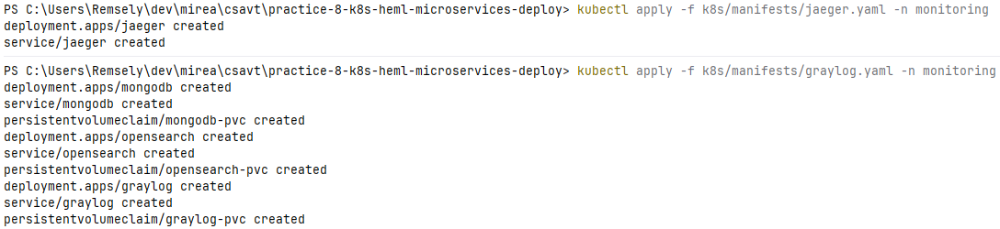 PS C:\Users\Remsely\dev\mirea\csavt\practice-8-k8s-heml-microservices-deploy> kubectl apply -f k8s/manifests/jaeger.yaml -n monitoring
deployment.apps/jaeger created
service/jaeger created
PS C:\Users\Remsely\dev\mirea\csavt\practice-8-k8s-heml-microservices-deploy> kubectl apply -f k8s/manifests/graylog.yaml -n monitoring
deployment.apps/mongodb created
service/mongodb created
persistentvolumeclaim/mongodb-pvc created
deployment.apps/opensearch created
service/opensearch created
persistentvolumeclaim/opensearch-pvc created
deployment.apps/graylog created
service/graylog created
persistentvolumeclaim/graylog-pvc created